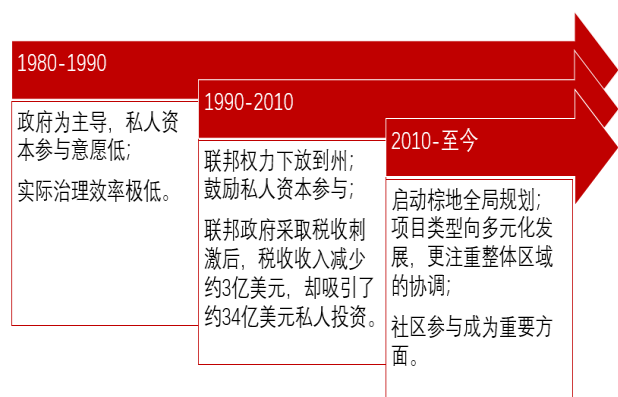 1980-1990
政府为主导，私人资
本参与意愿低；
实际治理效率极低。
1990-2010
联邦权力下放到州；
鼓励私人资本参与；
联邦政府采取税收刺
激后，税收收入减少
约3亿美元，却吸引了
约34亿美元私人投资。
2010-至今
启动棕地全局规划；
项目类型向多元化发
展，更注重整体区域
的协调；
社区参与成为重要方
面。